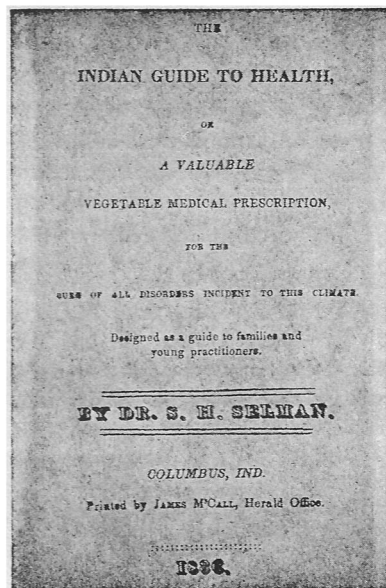 THE
INDIAN GUIDE TO HEALTH,
OR
A VALUABLE
VEGETABLE MEDICAL PRESCRIPTION,
FOR THE
CURE OF ALL DISORDERS INCIDENT TO THIS CLIMATE.
Designed as a guide to families and
young practitioners.
BY DR. S. H. SELMAN.
COLUMBUS, IND.
Printed by JAMES M'CALL, Herald Office.
1836.